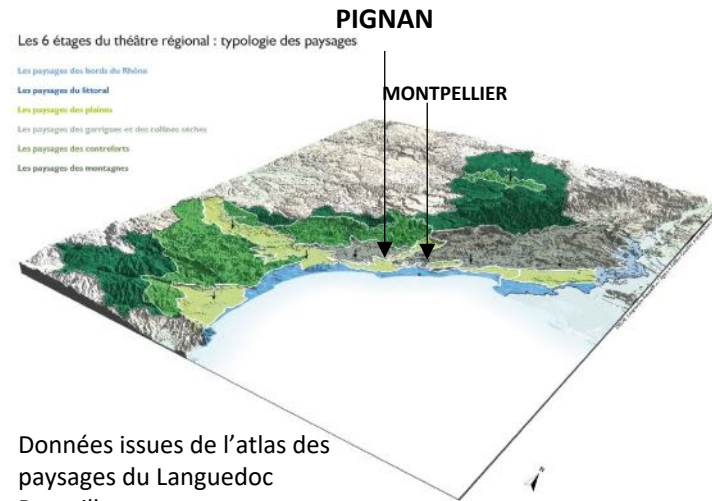 PIGNAN
Les 6 étages du théâtre régional : typologie des paysages
Les paysages des bords du Rhône
Les paysages du littoral
Les paysages des plaines
Les paysages des garrigues et des collines sèches
Les paysages des contreforts
Les paysages des montagnes
MONTPELLIER
N
Données issues de l’atlas des
paysages du Languedoc